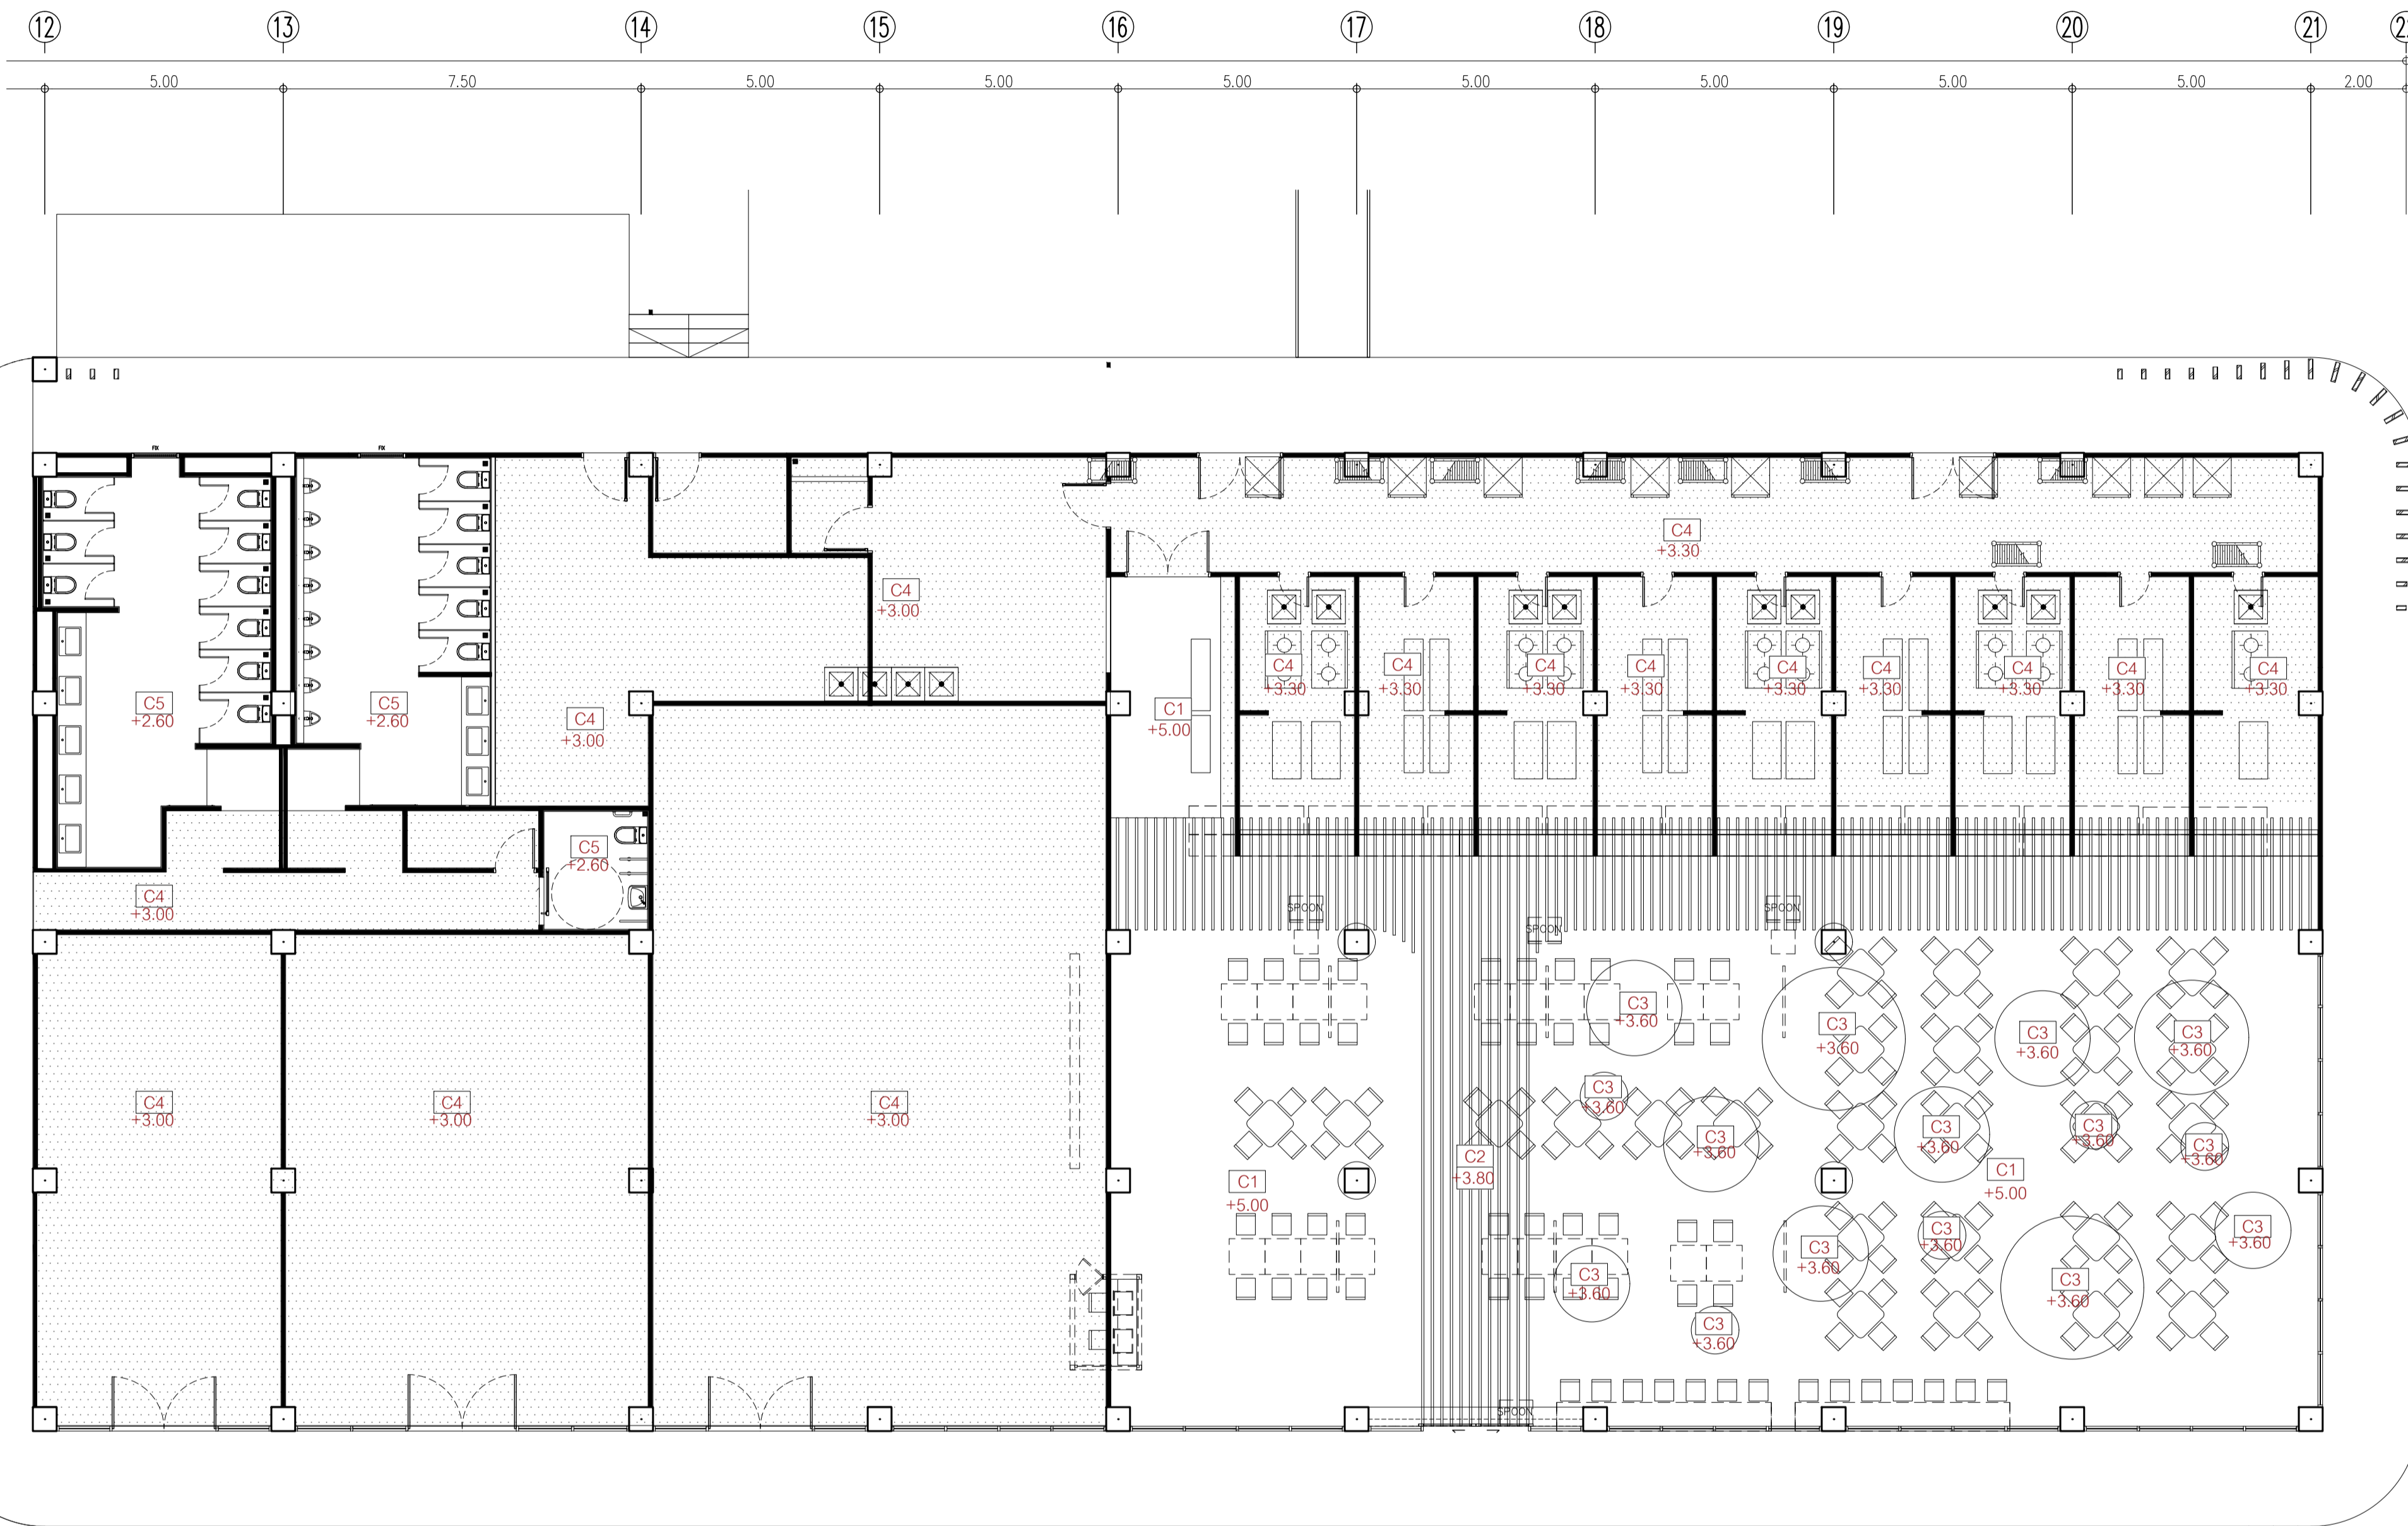 12 13 14 15 16 17 18 19 20 21
5.00 7.50 5.00 5.00 5.00 5.00 5.00 5.00 5.00 2.00
FIX FIX
C4
+3.30
C4
+3.00
C4 C4 C4 C4 C4 C4 C4 C4 C4
+3.30 +3.30 +3.30 +3.30 +3.30 +3.30 +3.30 +3.30 +3.30
C5 C5 C4 C1
+2.60 +2.60 +3.00 +5.00
C5
+2.60
C4
+3.00
SPOON SPOON
SPOON
C3 C3 C3 C3
+3.60 +3.60 +3.60 +3.60
C4 C4 C4 C3
+3.00 +3.00 +3.00 +3.60
C3 C3 C3 C3
+3.60 +3.60 +3.60 +3.60
C1 C2 C1
+5.00 +3.80 +5.00
C3 C3 C3
+3.60 +3.60 +3.60
C3 C3
+3.60 +3.60
C3
+3.60
SPOON